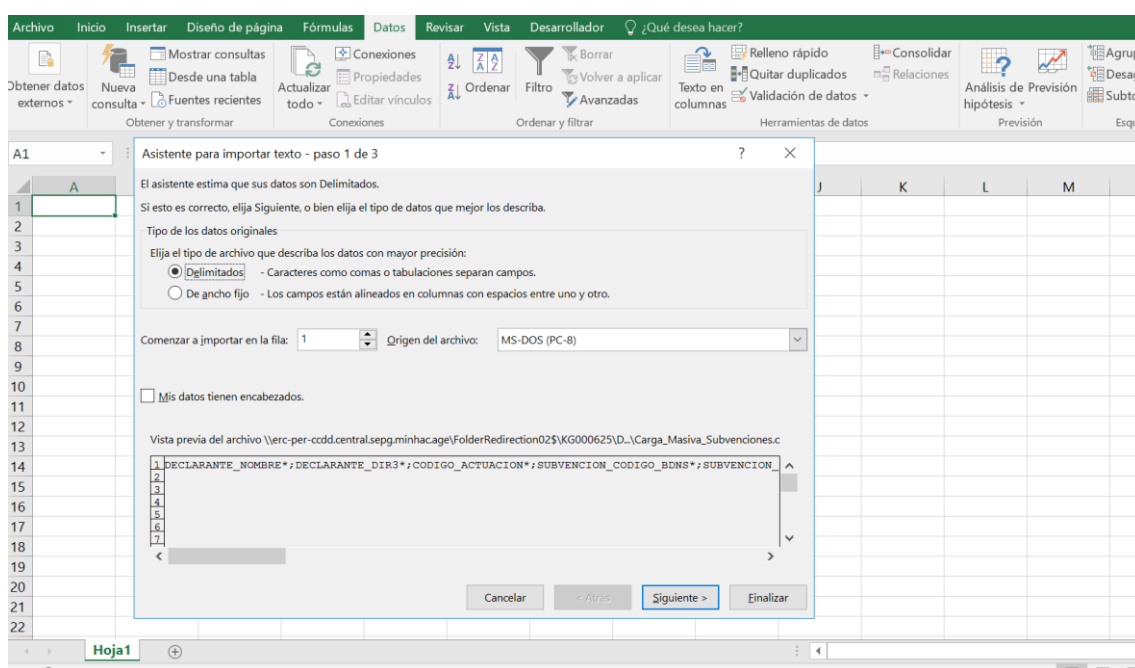 Archivo Inicio Insertar Diseño de página Fórmulas Datos Revisar Vista Desarrollador ¿Qué desea hacer?
Obtener datos externos
Nueva consulta
Mostrar consultas
Desde una tabla
Fuentes recientes
Obtener y transformar
Actualizar todo
Conexiones
Propiedades
Editar vínculos
Conexiones
Ordenar
Filtro
Borrar
Volver a aplicar
Avanzadas
Ordenar y filtrar
Texto en columnas
Relleno rápido
Quitar duplicados
Validación de datos
Consolidar
Relaciones
Herramientas de datos
Análisis de hipótesis
Previsión
Previsión
Agru
Desag
Subto
Esqu
A1
Asistente para importar texto - paso 1 de 3 ?
El asistente estima que sus datos son Delimitados.
Si esto es correcto, elija Siguiente, o bien elija el tipo de datos que mejor los describa.
Tipo de los datos originales
Elija el tipo de archivo que describa los datos con mayor precisión:
Delimitados - Caracteres como comas o tabulaciones separan campos.
De ancho fijo - Los campos están alineados en columnas con espacios entre uno y otro.
Comenzar a importar en la fila: 1 Origen del archivo: MS-DOS (PC-8)
Mis datos tienen encabezados.
Vista previa del archivo \\erc-per-ccdd.central.sepg.minhac.age\FolderRedirection02$\KG000625\D...\Carga_Masiva_Subvenciones.c
1 DECLARANTE_NOMBRE*;DECLARANTE_DIR3*;CODIGO_ACTUACION*;SUBVENCION_CODIGO_BDNS*;SUBVENCION_
2
3
4
5
6
7
Cancelar < Atrás Siguiente > Finalizar
A J K L M
1
2
3
4
5
6
7
8
9
10
11
12
13
14
15
16
17
18
19
20
21
22
Hoja1